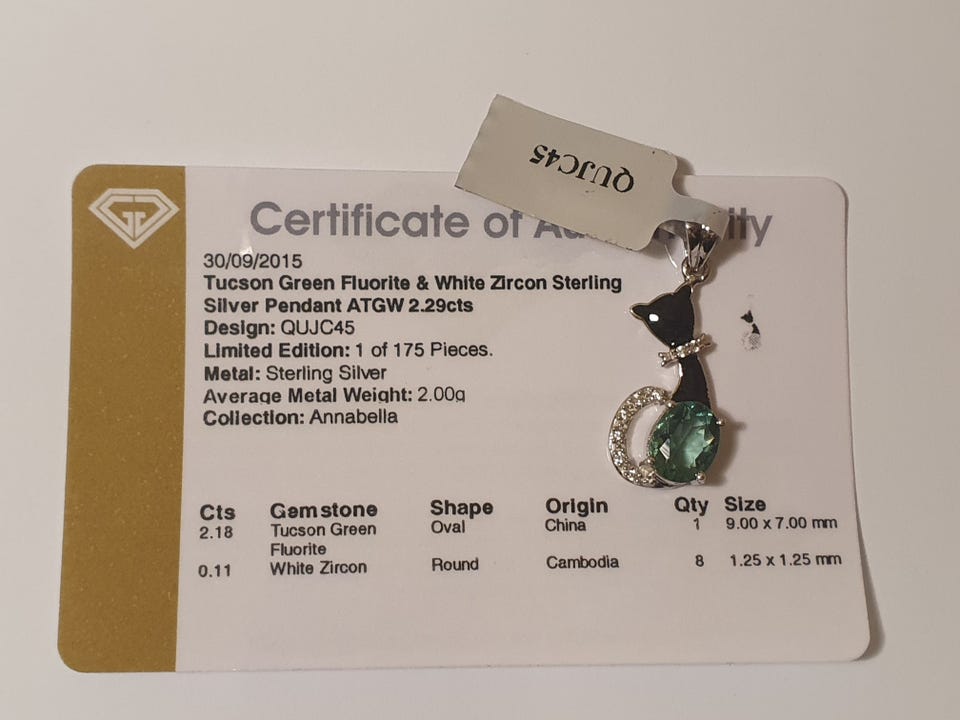 QUJC45
Certificate of
30/09/2015
Tucson Green Fluorite & White Zircon Sterling
Silver Pendant ATGW 2.29cts
Design: QUJC45
Limited Edition: 1 of 175 Pieces.
Metal: Sterling Silver
Average Metal Weight: 2.00g
Collection: Annabella
Cts Gemstone Shape Origin Qty Size
2.18 Tucson Green Oval China 1 9.00 x 7.00 mm
Fluorite
0.11 White Zircon Round Cambodia 8 1.25 x 1.25 mm